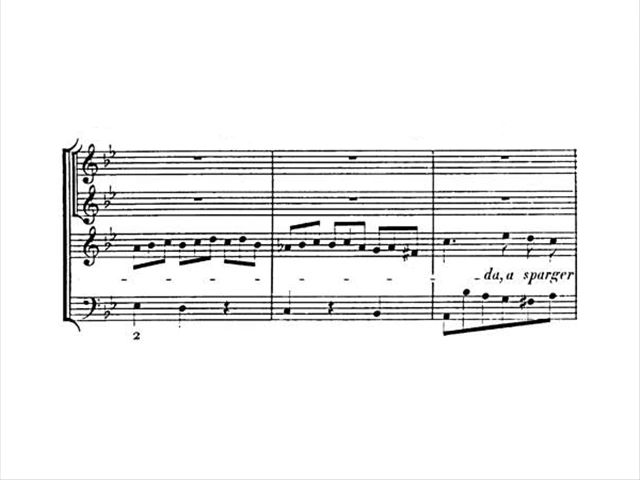 - - - - - - - da, a sparger
2